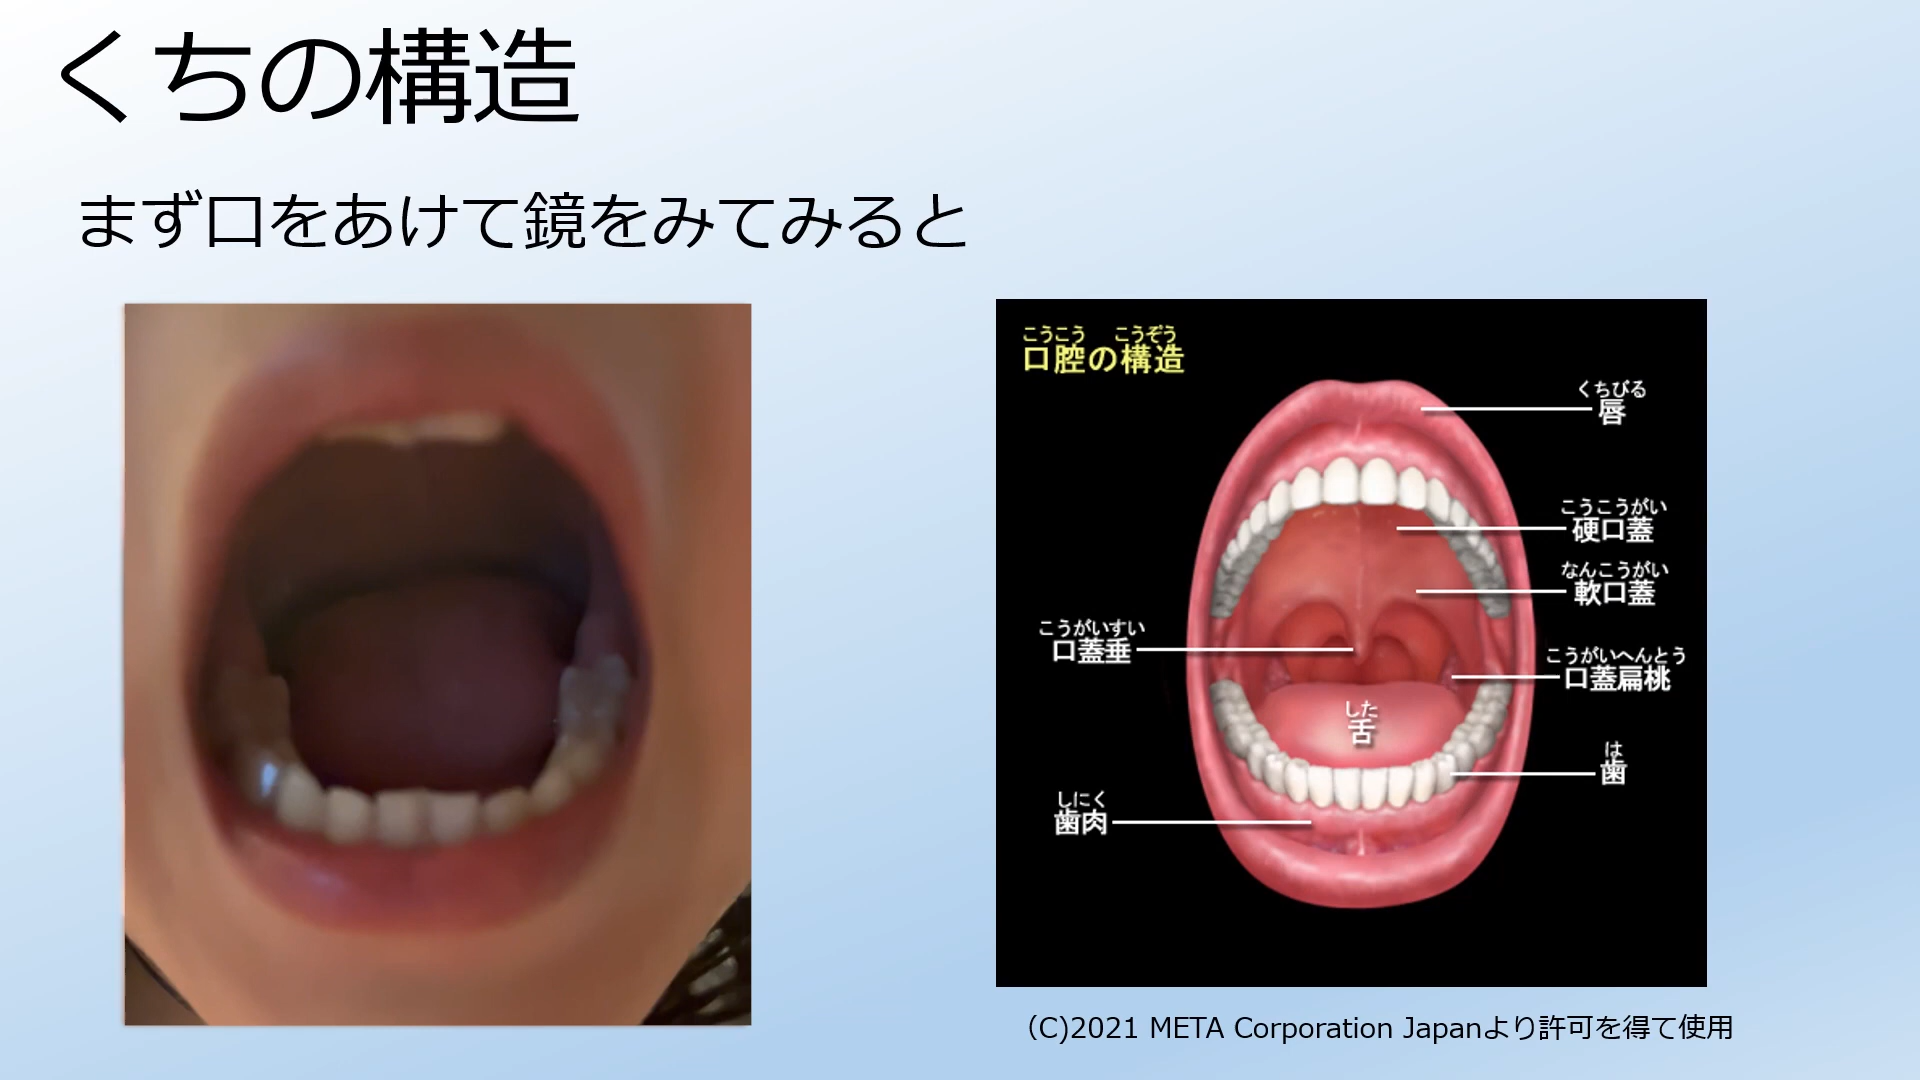 くちの構造
まず口をあけて鏡をみてみると
こうこう こうぞう
口腔の構造
くちびる
唇
こうこうがい
硬口蓋
なんこうがい
軟口蓋
こうがいすい
口蓋垂
こうがいへんとう
口蓋扁桃
した
舌
は
歯
しにく
歯肉
(C)2021 META Corporation Japanより許可を得て使用